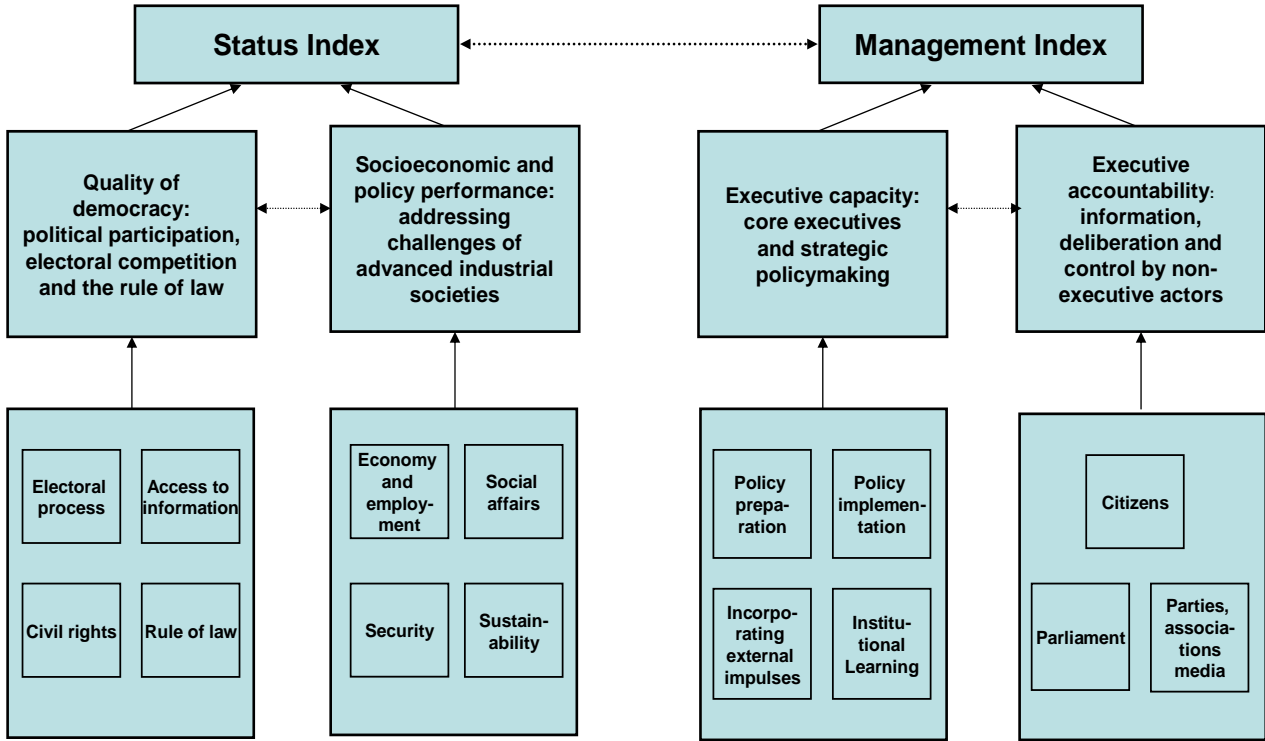 Status Index
Management Index
Quality of
democracy:
political participation,
electoral competition
and the rule of law
Socioeconomic and
policy performance:
addressing
challenges of
advanced industrial
societies
Executive capacity:
core executives
and strategic
policymaking
Executive
accountability:
information,
deliberation and
control by non-
executive actors
Electoral
process
Access to
information
Civil rights
Rule of law
Economy
and
employ-
ment
Social
affairs
Security
Sustain-
ability
Policy
prepa-
ration
Policy
implemen-
tation
Incorpo-
rating
external
impulses
Institu-
tional
Learning
Citizens
Parliament
Parties,
associa-
tions
media